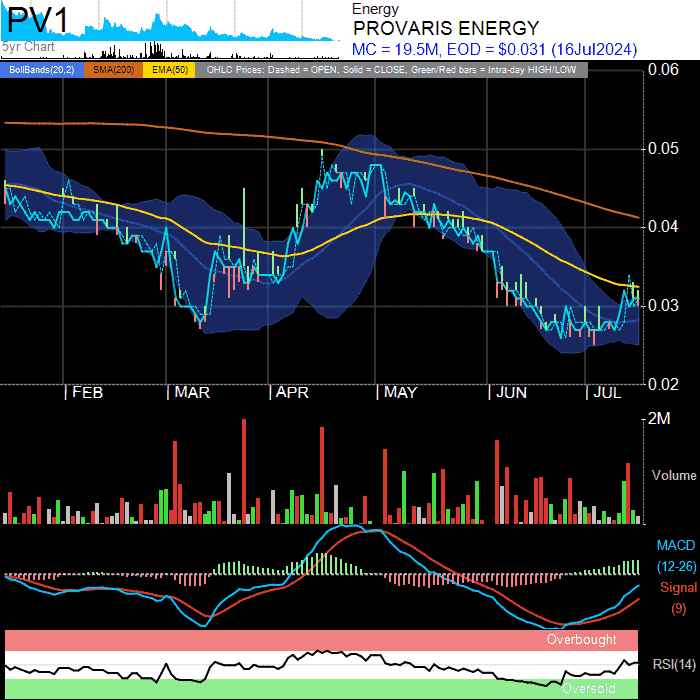 PV1
5yr Chart
Energy
PROVARIS ENERGY
MC = 19.5M, EOD = $0.031 (16Jul2024)
BollBands(20,2) SMA(200) EMA(50) OHLC Prices: Dashed = OPEN, Solid = CLOSE, Green/Red bars = Intra-day HIGH/LOW
0.06
0.05
0.04
0.03
0.02
FEB MAR APR MAY JUN JUL
2M
Volume
MACD
(12-26)
Signal
(9)
Overbought
RSI(14)
Oversold